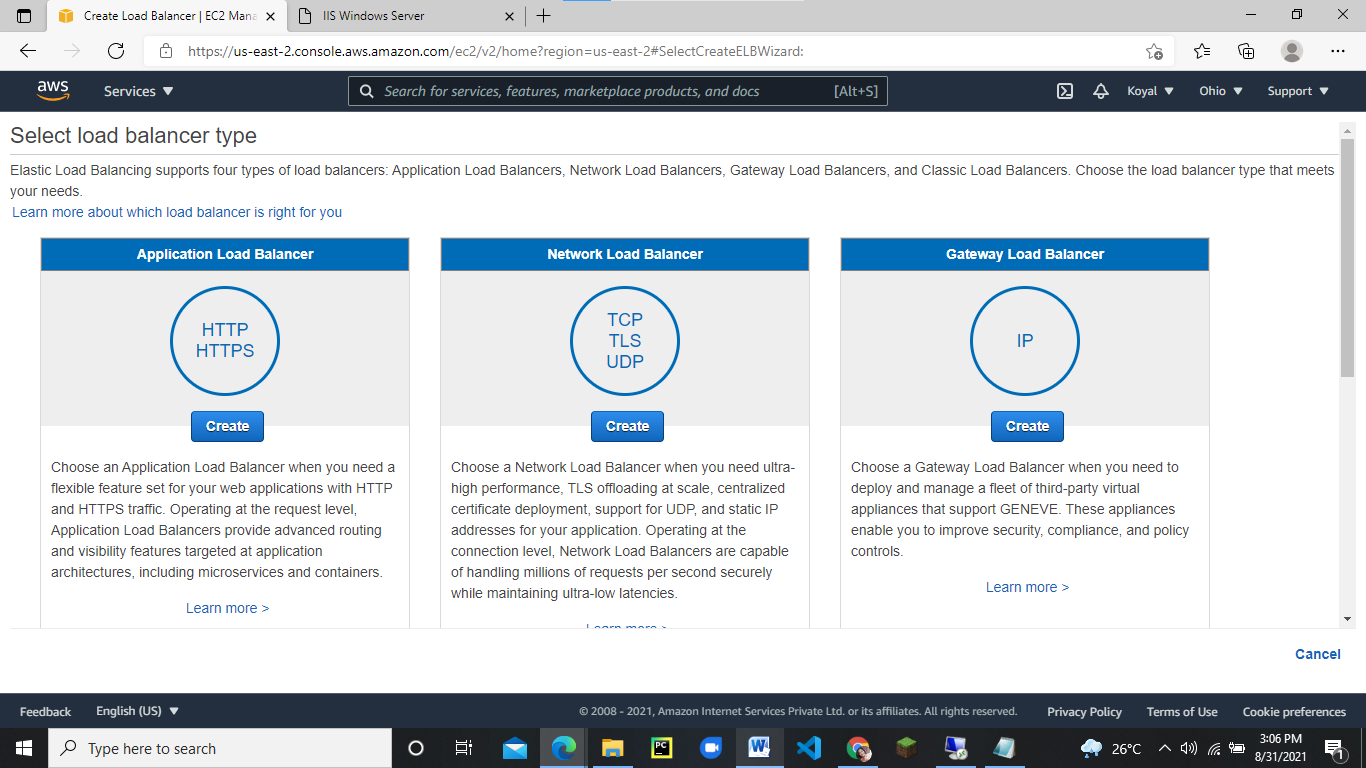 Create Load Balancer | EC2 Mana
IIS Windows Server
https://us-east-2.console.aws.amazon.com/ec2/v2/home?region=us-east-2#SelectCreateELBWizard:
aws
Services
Search for services, features, marketplace products, and docs
[Alt+S]
Koyal
Ohio
Support
Select load balancer type
Elastic Load Balancing supports four types of load balancers: Application Load Balancers, Network Load Balancers, Gateway Load Balancers, and Classic Load Balancers. Choose the load balancer type that meets
your needs.
Learn more about which load balancer is right for you
Application Load Balancer
HTTP
HTTPS
Create
Choose an Application Load Balancer when you need a
flexible feature set for your web applications with HTTP
and HTTPS traffic. Operating at the request level,
Application Load Balancers provide advanced routing
and visibility features targeted at application
architectures, including microservices and containers.
Learn more >
Network Load Balancer
TCP
TLS
UDP
Create
Choose a Network Load Balancer when you need ultra-
high performance, TLS offloading at scale, centralized
certificate deployment, support for UDP, and static IP
addresses for your application. Operating at the
connection level, Network Load Balancers are capable
of handling millions of requests per second securely
while maintaining ultra-low latencies.
Learn more >
Gateway Load Balancer
IP
Create
Choose a Gateway Load Balancer when you need to
deploy and manage a fleet of third-party virtual
appliances that support GENEVE. These appliances
enable you to improve security, compliance, and policy
controls.
Learn more >
Cancel
Feedback
English (US)
© 2008 - 2021, Amazon Internet Services Private Ltd. or its affiliates. All rights reserved.
Privacy Policy
Terms of Use
Cookie preferences
Type here to search
PC
W
26°C
3:06 PM
8/31/2021
1